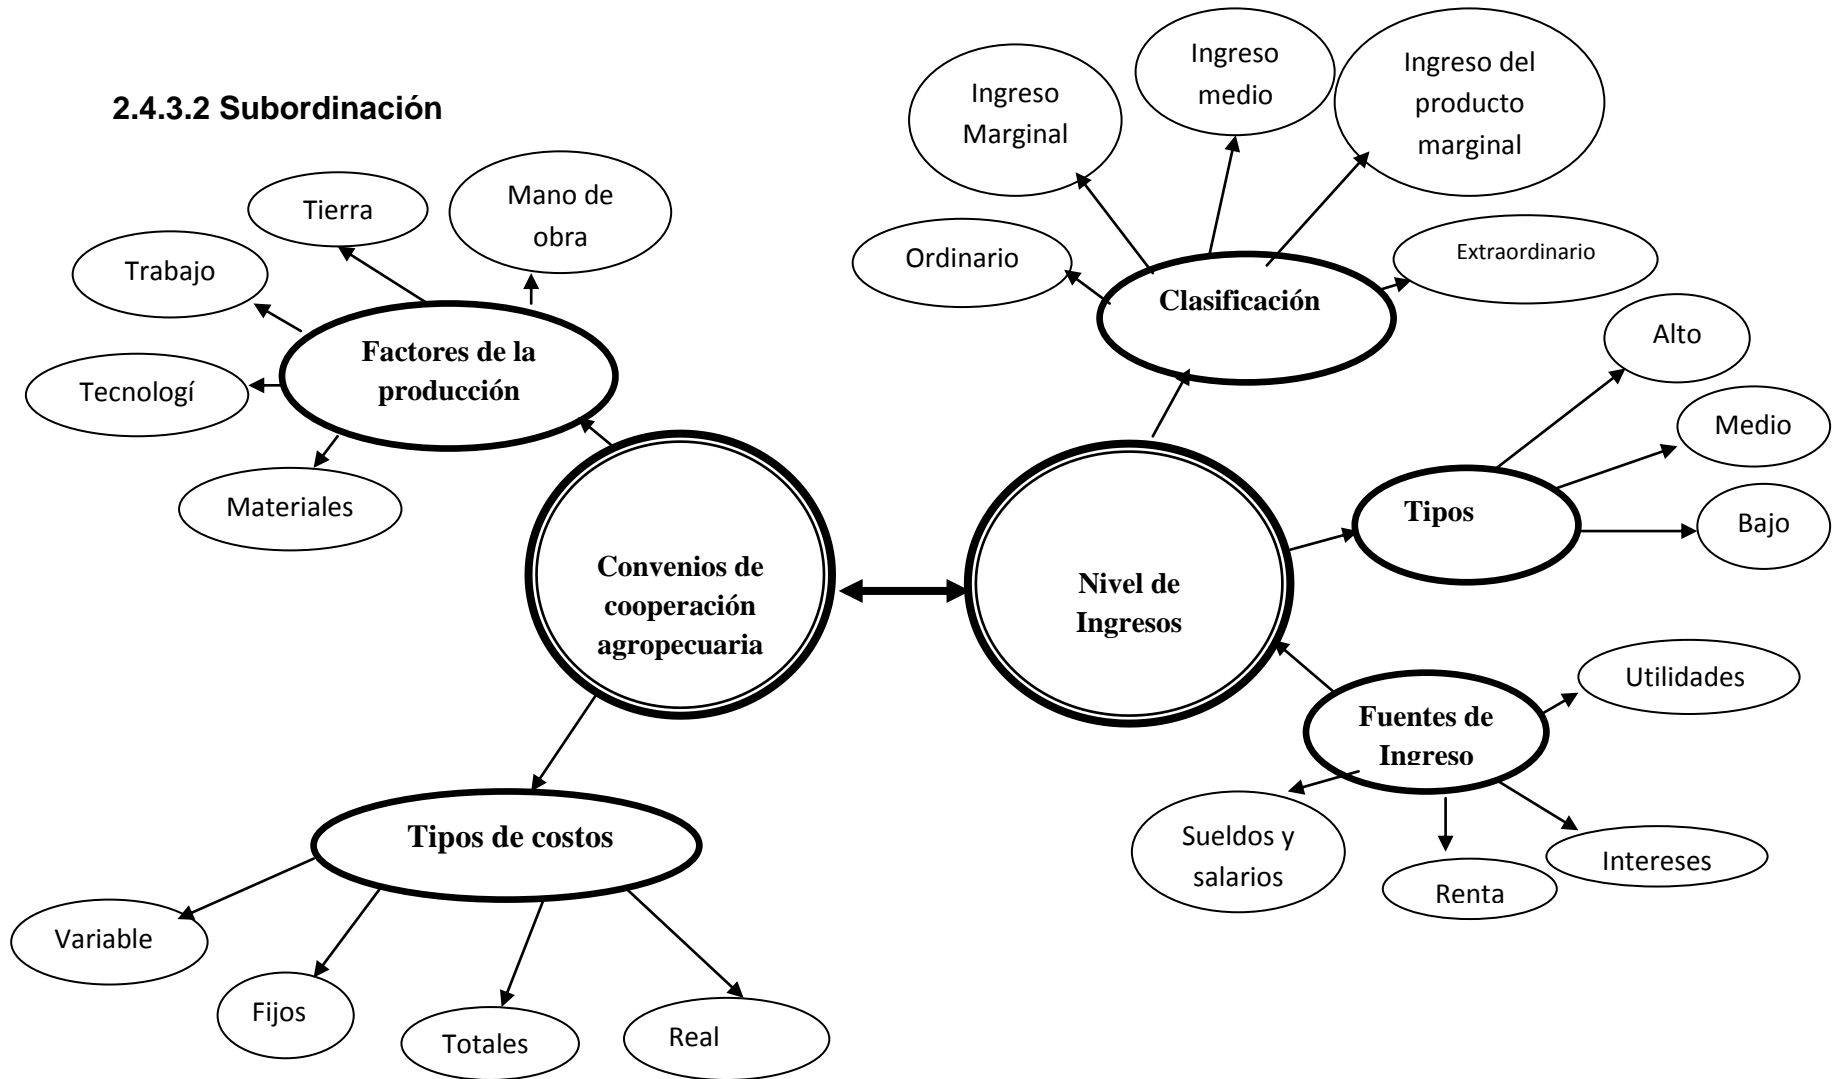 2.4.3.2 Subordinación
Ingreso
Marginal
Ingreso
medio
Ingreso del
producto
marginal
Tierra
Mano de
obra
Trabajo
Ordinario
Extraordinario
Clasificación
Factores de la
producción
Tecnologí
Materiales
Alto
Medio
Tipos
Bajo
Convenios de
cooperación
agropecuaria
Nivel de
Ingresos
Utilidades
Fuentes de
Ingreso
Sueldos y
salarios
Renta
Intereses
Tipos de costos
Variable
Fijos
Totales
Real